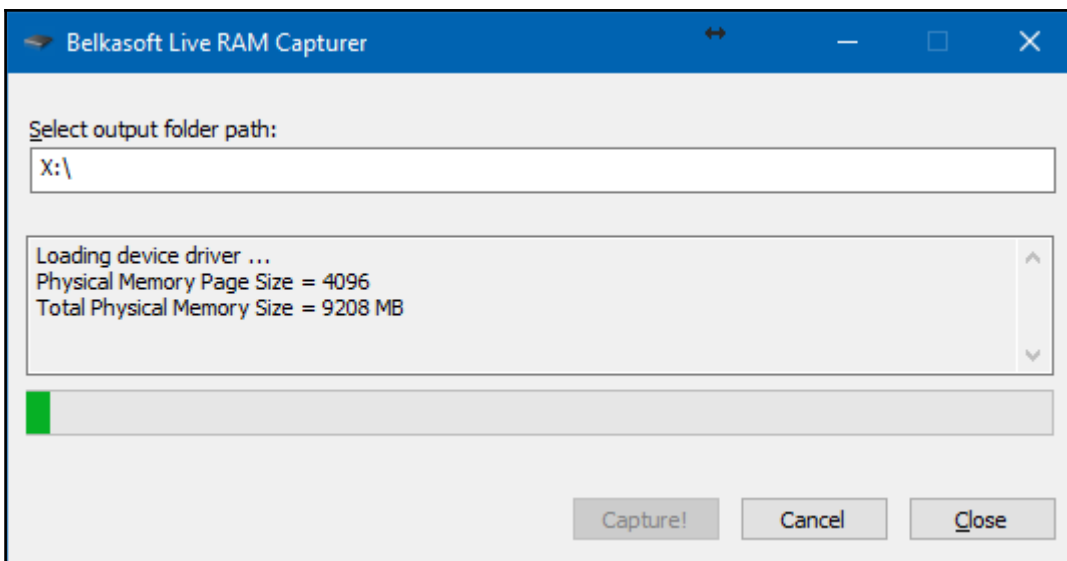 Belkasoft Live RAM Capturer
Select output folder path:
X:\
Loading device driver ...
Physical Memory Page Size = 4096
Total Physical Memory Size = 9208 MB
Capture! Cancel Close